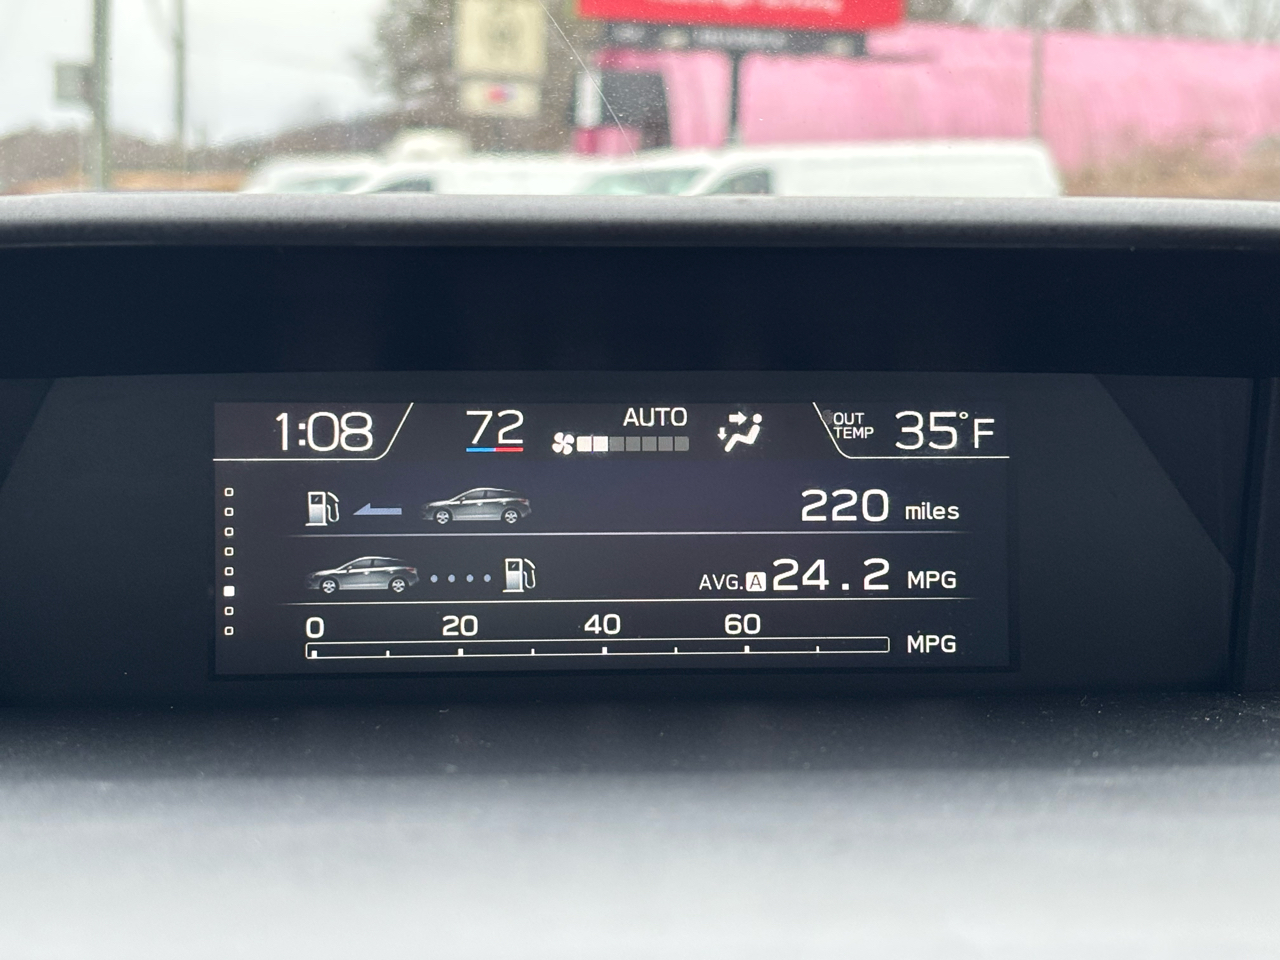 1:08 72 AUTO OUT TEMP 35°F
220 miles
AVG. A 24.2 MPG
0 20 40 60
MPG